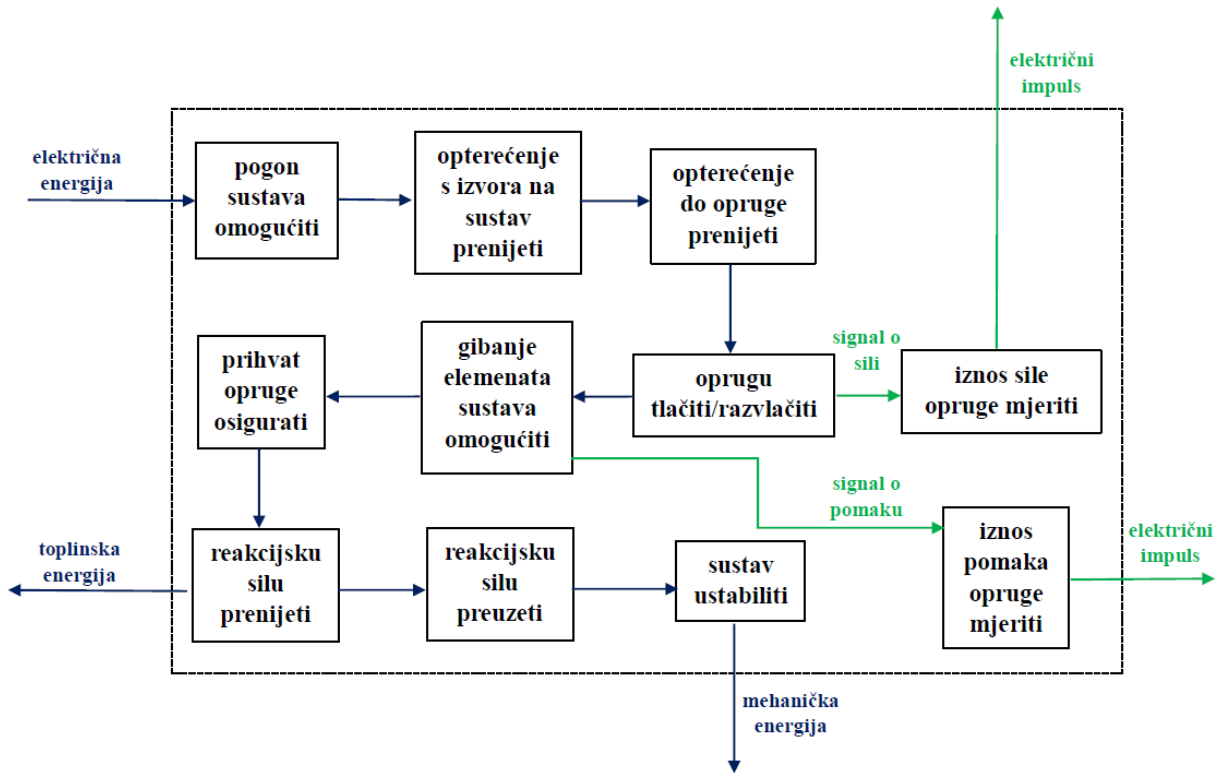 električni
impuls
električna
energija
pogon
sustava
omogućiti
opterećenje
s izvora na
sustav
prenijeti
opterećenje
do opruge
prenijeti
prihvat
opruge
osigurati
gibanje
elemenata
sustava
omogućiti
oprugu
tlačiti/razvlačiti
signal o
sili
iznos sile
opruge mjeriti
signal o
pomaku
toplinska
energija
reakcijsku
silu
prenijeti
reakcijsku
silu
preuzeti
sustav
ustabiliti
iznos
pomaka
opruge
mjeriti
električni
impuls
mehanička
energija